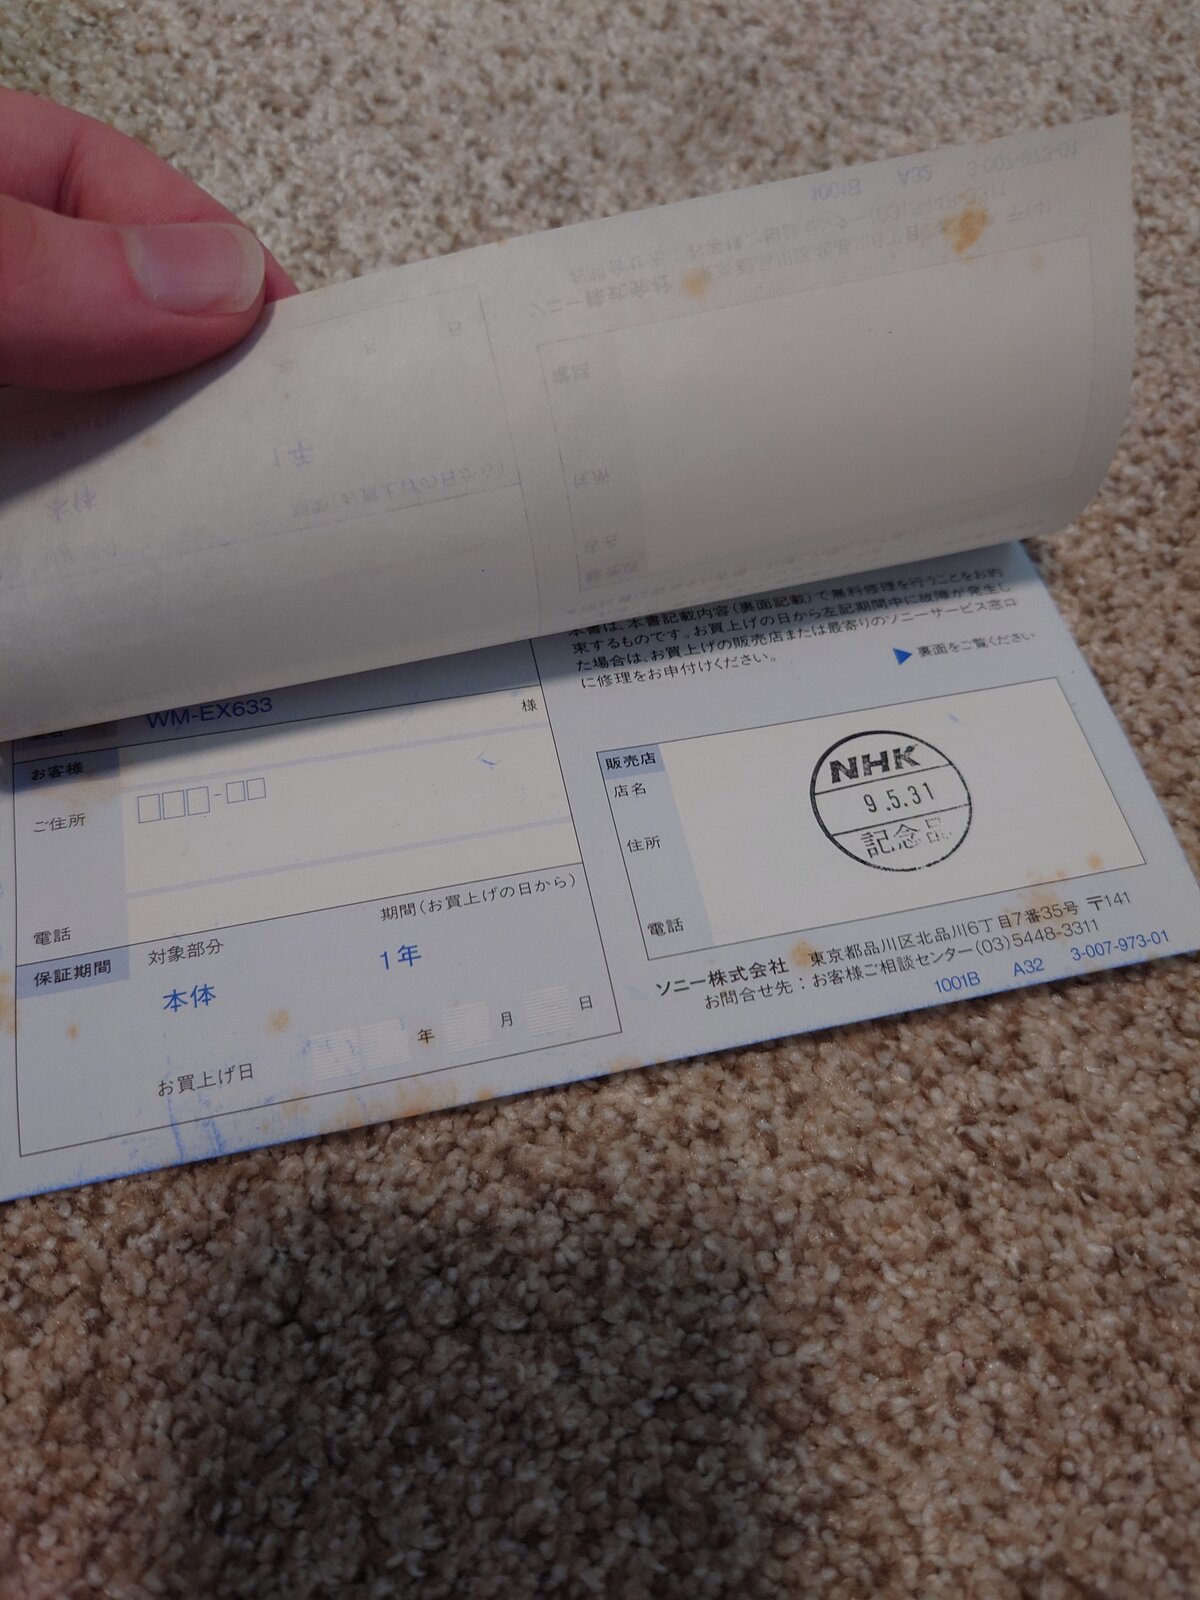 本書は、本書記載内容(裏面記載)で無料修理を行うことをお約
束するものです。お買上げの日から左記期間中に故障が発生し
た場合は、お買上げの販売店または最寄りのソニーサービス窓口
に修理をお申付けください。
▶裏面をご覧ください
WM-EX633
お客様
様
ご住所
電話
保証期間
対象部分
期間(お買上げの日から)
本体
1年
お買上げ日
年 月 日
販売店
店名
住所
電話
NHK
9.5.31
記念品
ソニー株式会社 東京都品川区北品川6丁目7番35号 〒141
お問合せ先:お客様ご相談センター(03)5448-3311
1001B A32 3-007-973-01